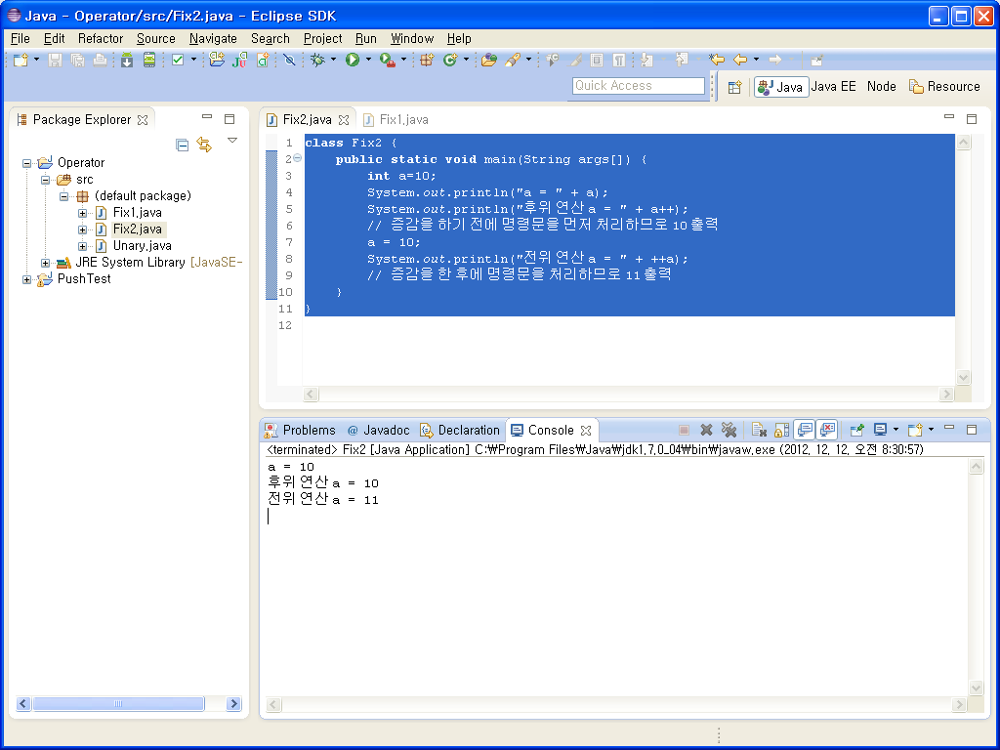 Java - Operator/src/Fix2.java - Eclipse SDK
File Edit Refactor Source Navigate Search Project Run Window Help
Quick Access
Java Java EE Node Resource
Package Explorer
Operator
src
(default package)
Fix1.java
Fix2.java
Unary.java
JRE System Library [JavaSE-
PushTest
Fix2.java Fix1.java
1 class Fix2 {
2 public static void main(String args[]) {
3 int a=10;
4 System.out.println("a = " + a);
5 System.out.println("후위 연산 a = " + a++);
6 // 증감을 하기 전에 명령문을 먼저 처리하므로 10 출력
7 a = 10;
8 System.out.println("전위 연산 a = " + ++a);
9 // 증감을 한 후에 명령문을 처리하므로 11 출력
10 }
11 }
12
Problems @ Javadoc Declaration Console
<terminated> Fix2 [Java Application] C:₩Program Files₩Java₩jdk1.7.0_04₩bin₩javaw.exe (2012. 12. 12. 오전 8:30:57)
a = 10
후위 연산 a = 10
전위 연산 a = 11